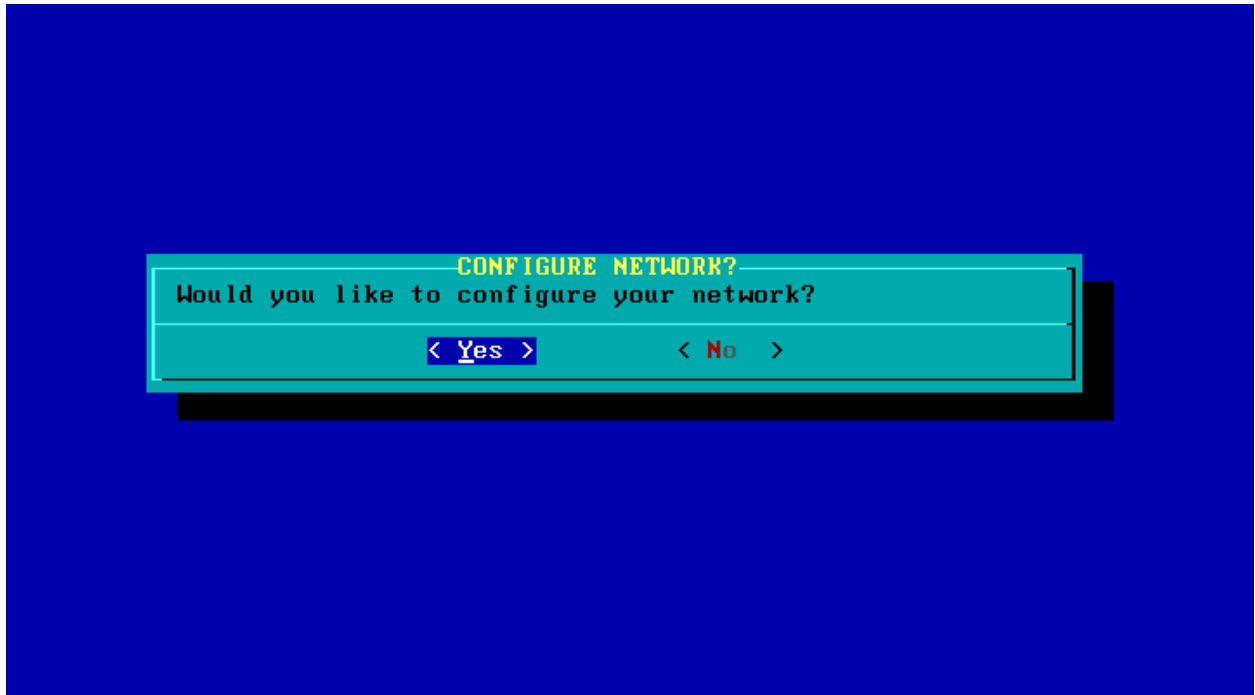 CONFIGURE NETWORK?
Would you like to configure your network?
< Yes > < No >